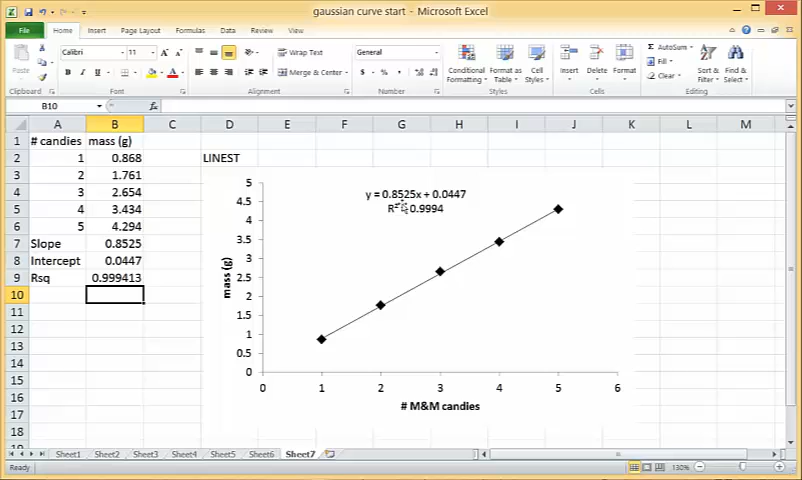 gaussian curve start - Microsoft Excel
File Home Insert Page Layout Formulas Data Review View
Calibri 11 Wrap Text General AutoSum
Paste B I U Merge & Center $ % , Conditional Formatting Format as Table Cell Styles Insert Delete Format Fill Clear Sort & Filter Find & Select
Clipboard Font Alignment Number Styles Cells Editing
B10 fx
A B C D E F G H I J K L M
1 # candies mass (g)
2 1 0.868 LINEST
3 2 1.761
4 3 2.654
5 4 3.434
6 5 4.294
7 Slope 0.8525
8 Intercept 0.0447
9 Rsq 0.999413
10
11
12
13
14
15
16
17
18
y = 0.8525x + 0.0447
R² = 0.9994
5
4.5
4
3.5
3
2.5
2
1.5
1
0.5
0
mass (g)
0 1 2 3 4 5 6
# M&M candies
Sheet1 Sheet2 Sheet3 Sheet4 Sheet5 Sheet6 Sheet7
Ready 130%